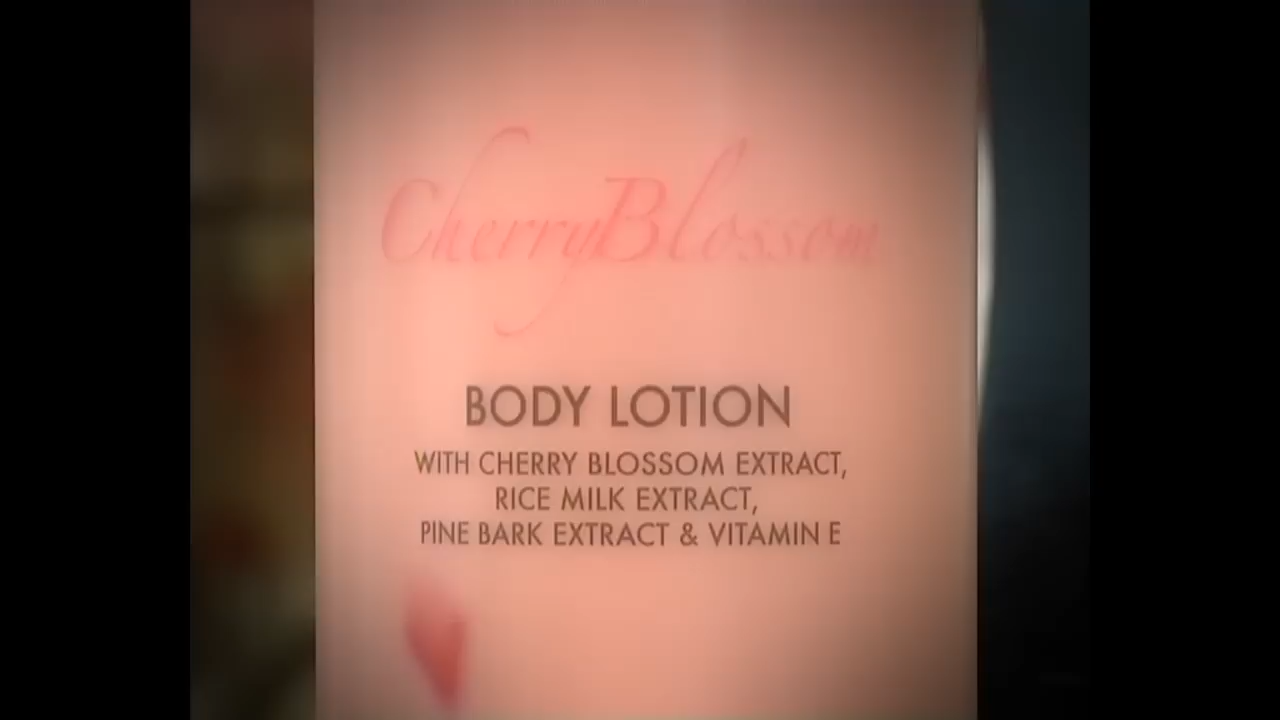 CherryBlossom
BODY LOTION
WITH CHERRY BLOSSOM EXTRACT,
RICE MILK EXTRACT,
PINE BARK EXTRACT & VITAMIN E